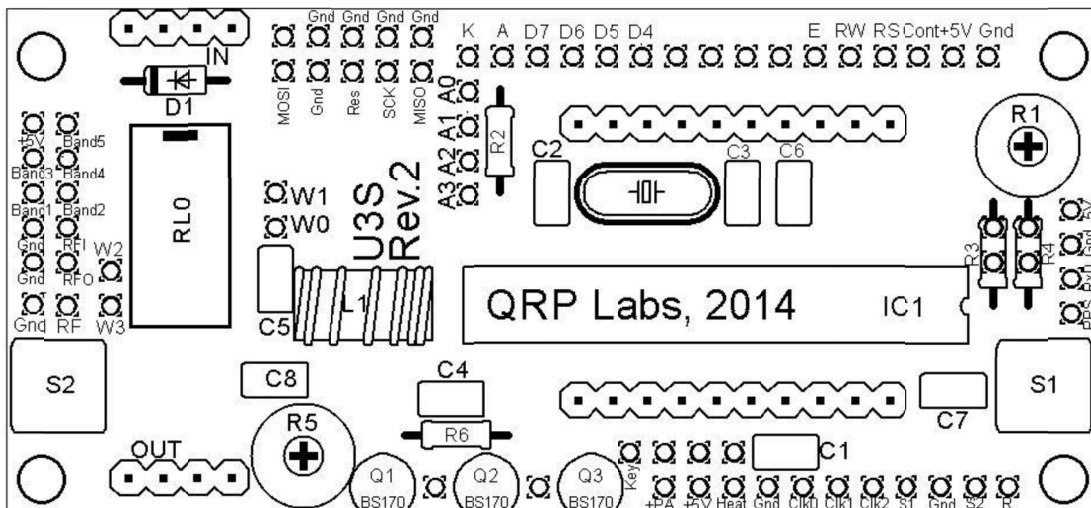 IN
Gnd Gnd Gnd Gnd
MOSI Gnd Res SCK MISO
K A D7 D6 D5 D4 E RW RS Cont +5V Gnd
D1
A0
A1
A2
A3
R2
R1
C2
C3 C6
+5V Band5
Band3 Band4
Band1 Band2
Gnd RFI
Gnd RFO
Gnd RF
W2
W3
RL0
W1
W0
U3S
Rev.2
R3 R4
5V
Gnd
RxD
PPS
C5
L1
QRP Labs, 2014 IC1
S2
C8
C4
R5
R6
C7
S1
OUT
Q1 Q2 Q3
BS170 BS170 BS170
Key
C1
+PA +5V Heat Gnd Clk0 Clk1 Clk2 S1 Gnd S2 R